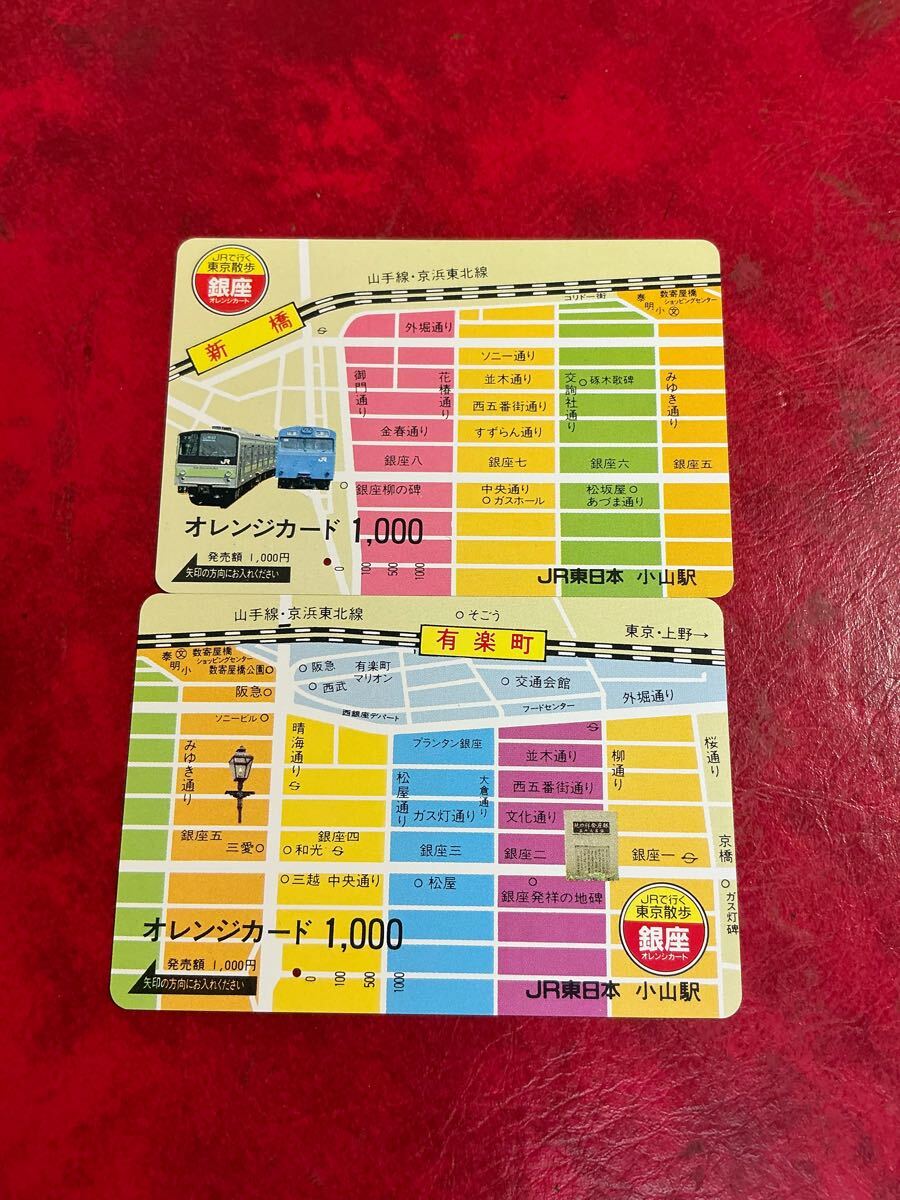 JRで行く
東京散歩
銀座
オレンジカード
山手線・京浜東北線
新橋
コリドー街
泰明小
文
数寄屋橋
ショッピングセンター
外堀通り
ソニー通り
御門通り
花椿通り
並木通り
交詢社通り
琢木歌碑
みゆき通り
西五番街通り
金春通り
すずらん通り
銀座八
銀座七
銀座六
銀座五
銀座柳の碑
中央通り
ガスホール
松坂屋
あづま通り
オレンジカード 1,000
発売額 1,000円
矢印の方向にお入れください
0
100
500
1000
JR東日本 小山駅
山手線・京浜東北線
そごう
有楽町
東京・上野→
泰明小
文
数寄屋橋
ショッピングセンター
数寄屋橋公園
阪急
ソニービル
阪急
有楽町
マリオン
西武
交通会館
外堀通り
西銀座デパート
フードセンター
みゆき通り
晴海通り
プランタン銀座
並木通り
柳通り
桜通り
松屋通り
大倉通り
西五番街通り
ガス灯通り
文化通り
銀座五
三愛
銀座四
和光
銀座三
銀座二
銀座一
京橋
三越 中央通り
松屋
銀座発祥の地碑
ガス灯碑
JRで行く
東京散歩
銀座
オレンジカード
オレンジカード 1,000
発売額 1,000円
矢印の方向にお入れください
0
100
500
1000
JR東日本 小山駅